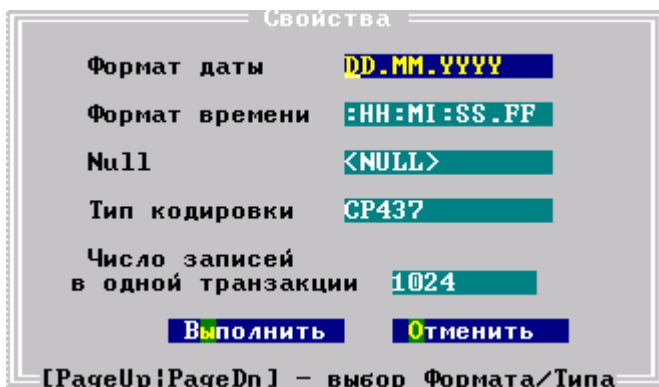 Свойства
Формат даты DD.MM.YYYY
Формат времени :HH:MI:SS.FF
Null <NULL>
Тип кодировки CP437
Число записей
в одной транзакции 1024
Выполнить Отменить
[PageUp¦PageDn] - выбор Формата/Типа